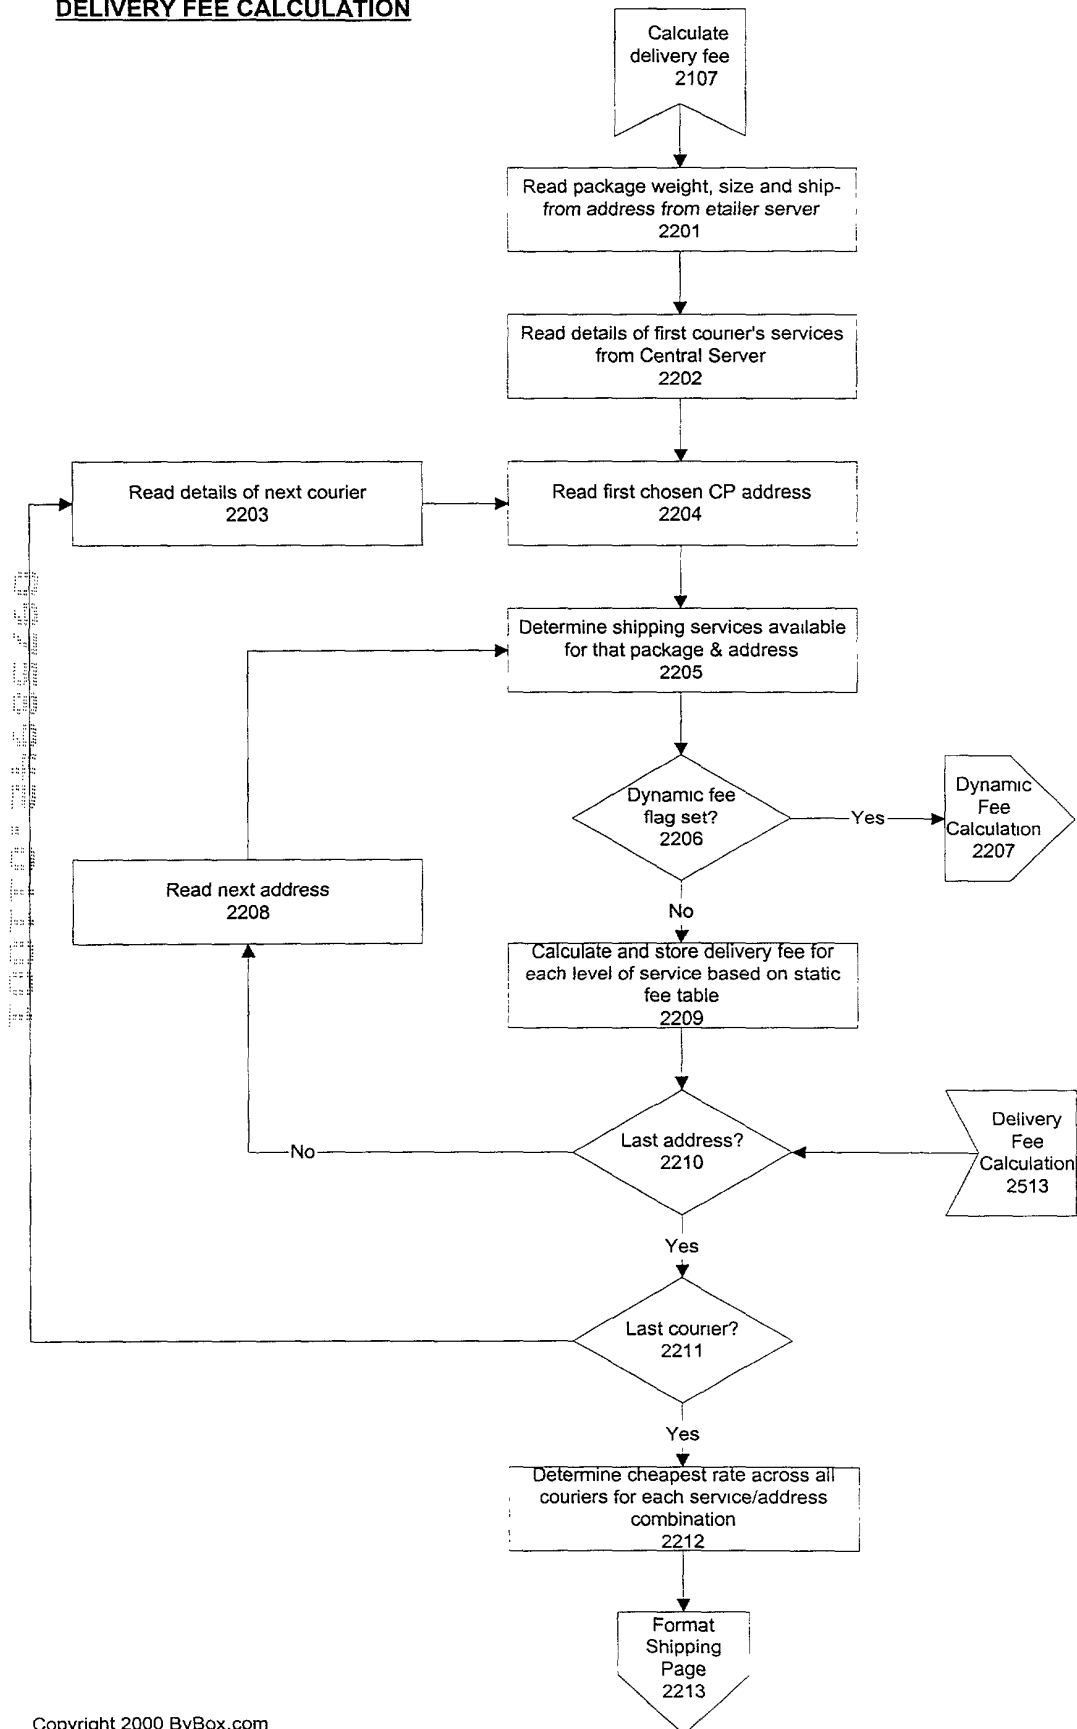 DELIVERY FEE CALCULATION
Calculate
delivery fee
2107
Read package weight, size and ship-
from address from etailer server
2201
Read details of first courier's services
from Central Server
2202
Read details of next courier
2203
Read first chosen CP address
2204
Determine shipping services available
for that package & address
2205
Dynamic fee
flag set?
2206
Yes
Dynamic
Fee
Calculation
2207
Read next address
2208
No
Calculate and store delivery fee for
each level of service based on static
fee table
2209
Last address?
2210
No
Delivery
Fee
Calculation
2513
Yes
Last courier?
2211
Yes
Determine cheapest rate across all
couriers for each service/address
combination
2212
Format
Shipping
Page
2213
Copyright 2000 ByBox.com